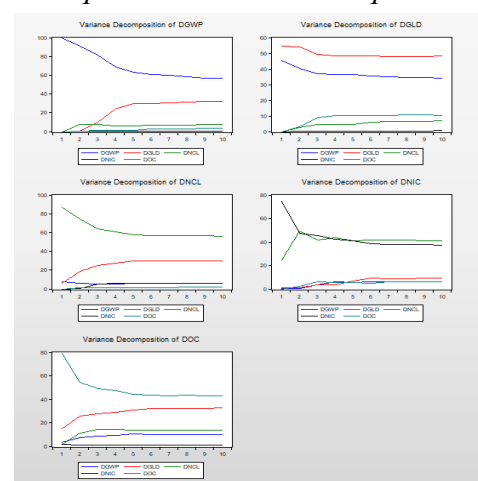 Variance Decomposition of DGWP
100
80
60
40
20
0
1 2 3 4 5 6 7 8 9 10
DGWP DGLD DNCL
DNIC DOC
Variance Decomposition of DGLD
60
50
40
30
20
10
0
1 2 3 4 5 6 7 8 9 10
DGWP DGLD DNCL
DNIC DOC
Variance Decomposition of DNCL
100
80
60
40
20
0
1 2 3 4 5 6 7 8 9 10
DGWP DGLD DNCL
DNIC DOC
Variance Decomposition of DNIC
80
60
40
20
0
1 2 3 4 5 6 7 8 9 10
DGWP DGLD DNCL
DNIC DOC
Variance Decomposition of DOC
80
60
40
20
0
1 2 3 4 5 6 7 8 9 10
DGWP DGLD DNCL
DNIC DOC